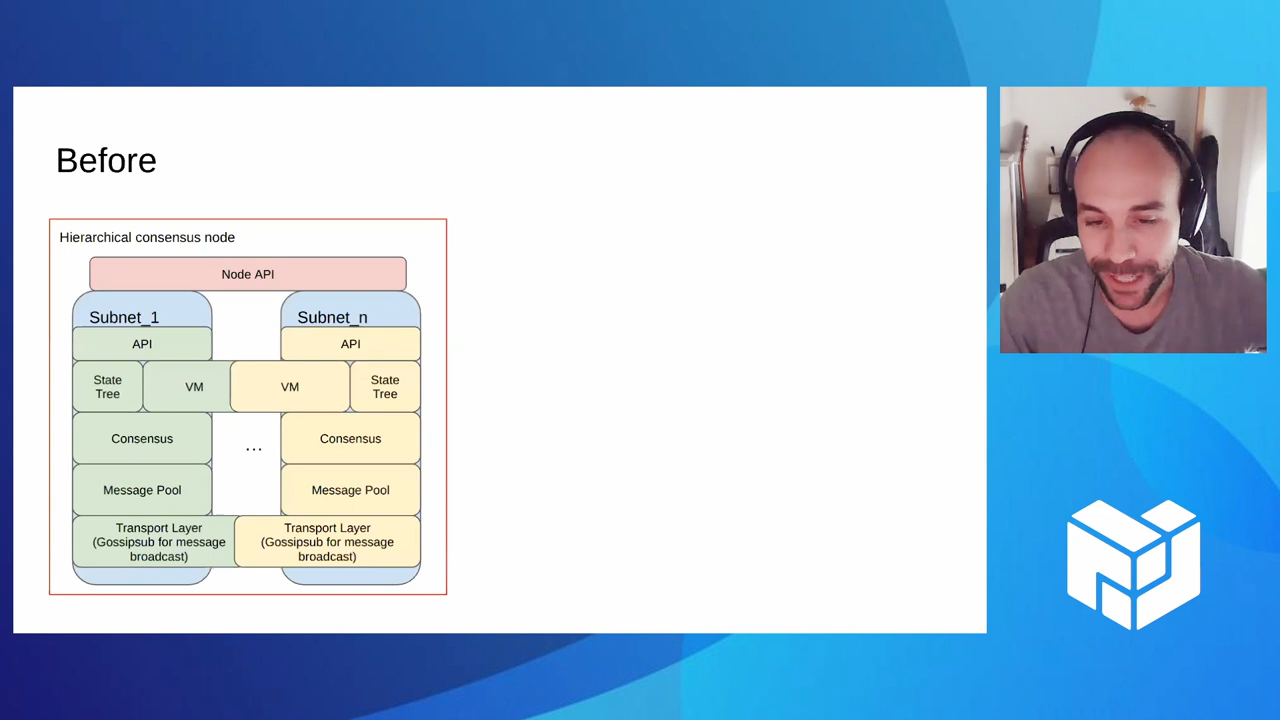 Before
Hierarchical consensus node
Node API
Subnet_1
Subnet_n
API
API
State
Tree
VM
VM
State
Tree
Consensus
...
Consensus
Message Pool
Message Pool
Transport Layer
(Gossipsub for message
broadcast)
Transport Layer
(Gossipsub for message
broadcast)